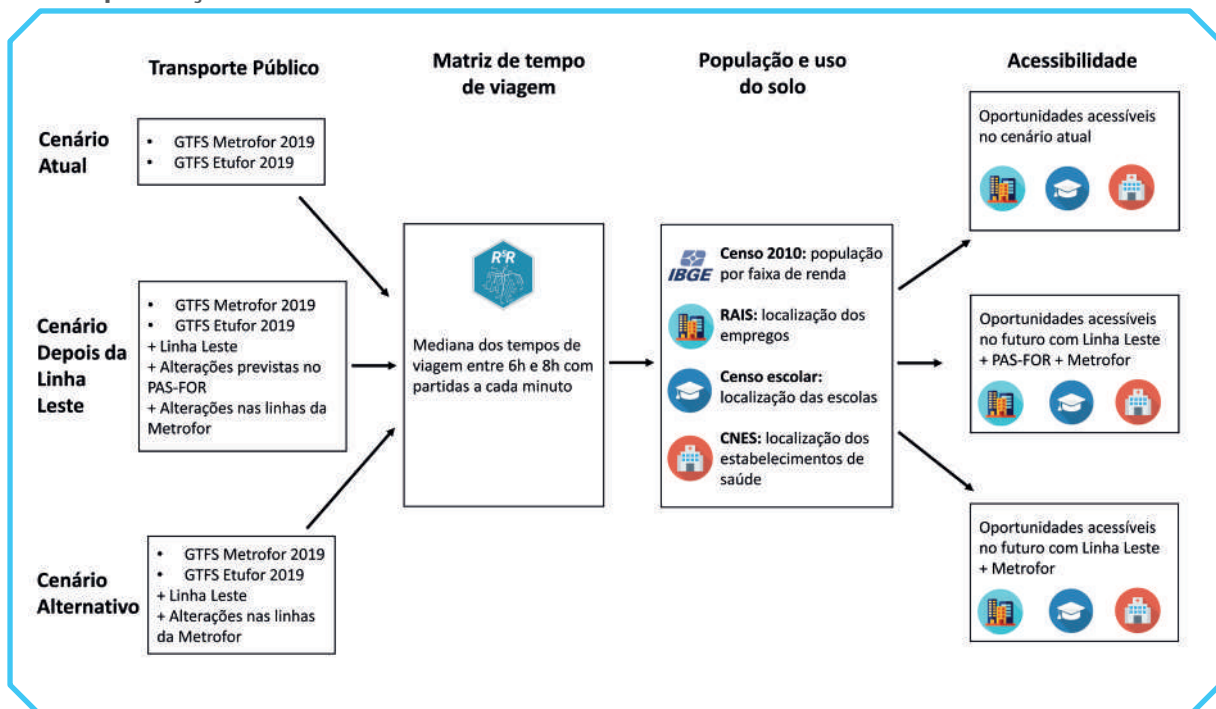 Transporte Público
Matriz de tempo
de viagem
População e uso
do solo
Acessibilidade
Cenário
Atual
• GTFS Metrofor 2019
• GTFS Etufor 2019
Cenário
Depois da
Linha
Leste
• GTFS Metrofor 2019
• GTFS Etufor 2019
+ Linha Leste
+ Alterações previstas no
PAS-FOR
+ Alterações nas linhas da
Metrofor
Cenário
Alternativo
• GTFS Metrofor 2019
• GTFS Etufor 2019
+ Linha Leste
+ Alterações nas linhas
da Metrofor
R5R
Mediana dos tempos de
viagem entre 6h e 8h com
partidas a cada minuto
IBGE
Censo 2010: população
por faixa de renda
RAIS: localização dos
empregos
Censo escolar:
localização das escolas
CNES: localização dos
estabelecimentos de
saúde
Oportunidades acessíveis
no cenário atual
Oportunidades acessíveis
no futuro com Linha Leste
+ PAS-FOR + Metrofor
Oportunidades acessíveis
no futuro com Linha Leste
+ Metrofor